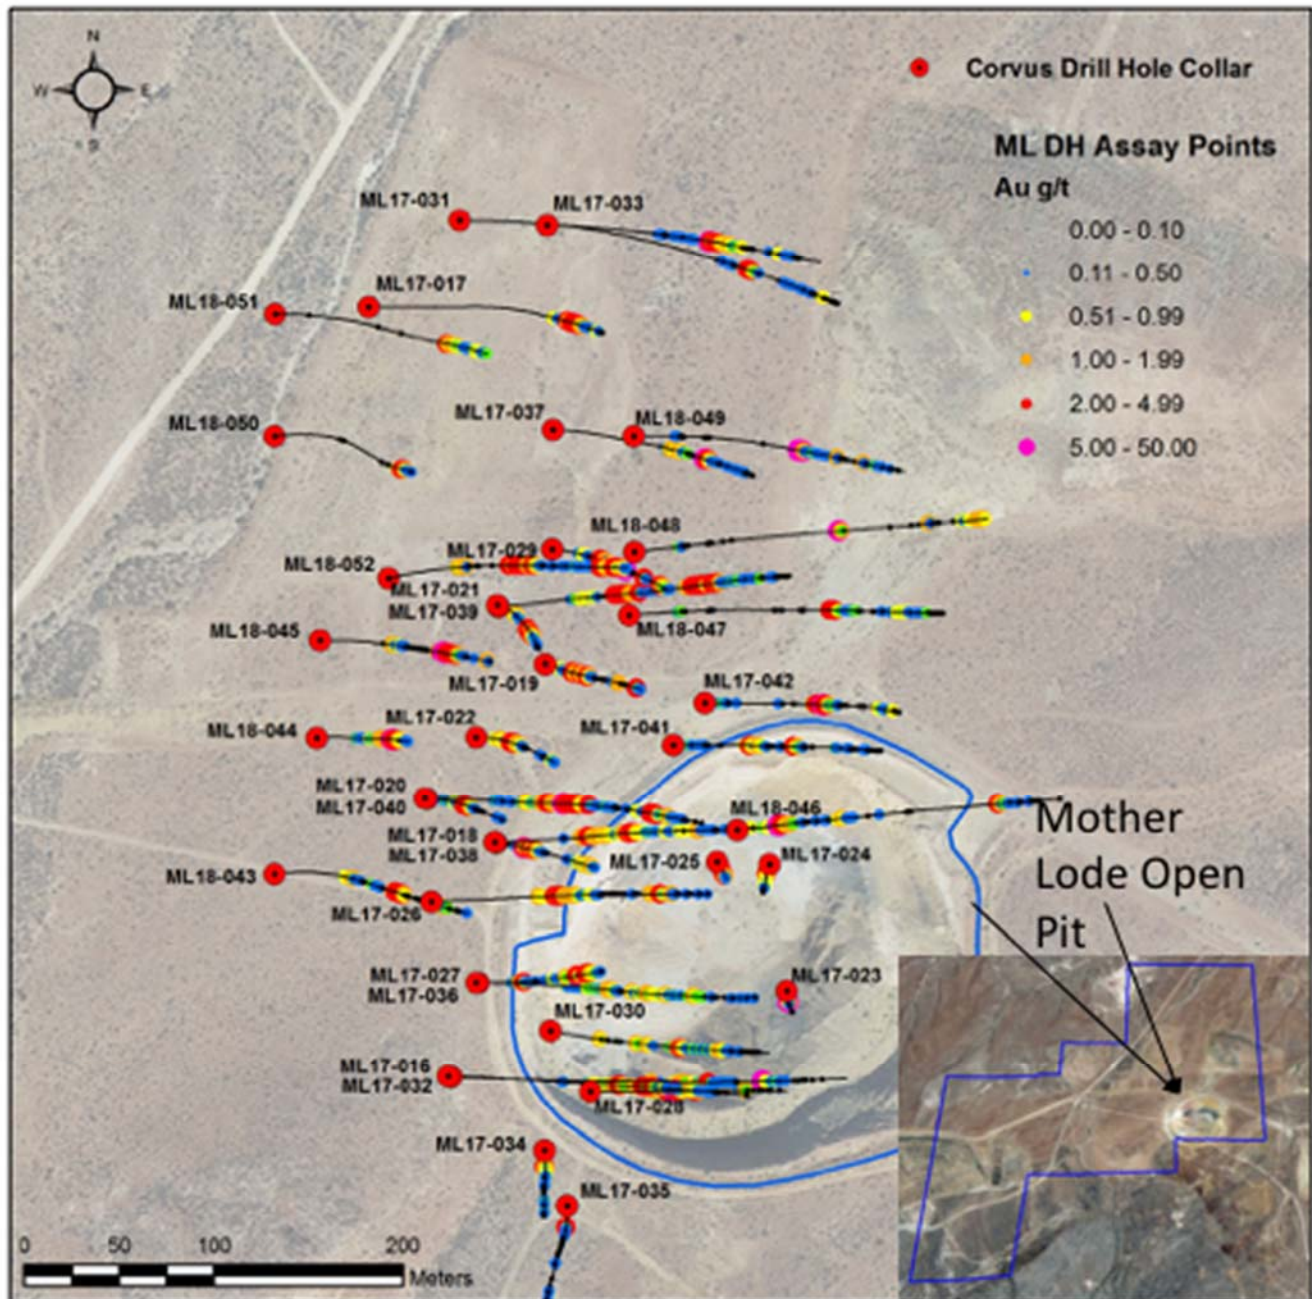 N
W
E
S
Corvus Drill Hole Collar
ML DH Assay Points
Au g/t
0.00 - 0.10
0.11 - 0.50
0.51 - 0.99
1.00 - 1.99
2.00 - 4.99
5.00 - 50.00
ML17-031
ML17-033
ML17-017
ML18-051
ML17-037
ML18-049
ML18-050
ML18-048
ML17-029
ML18-052
ML17-021
ML17-039
ML18-047
ML18-045
ML17-019
ML17-042
ML17-022
ML17-041
ML18-044
ML17-020
ML17-040
ML18-046
ML17-018
ML17-038
ML17-025
ML17-024
ML18-043
ML17-026
Mother
Lode Open
Pit
ML17-027
ML17-036
ML17-023
ML17-030
ML17-016
ML17-032
ML17-028
ML17-034
ML17-035
0 50 100 200
Meters